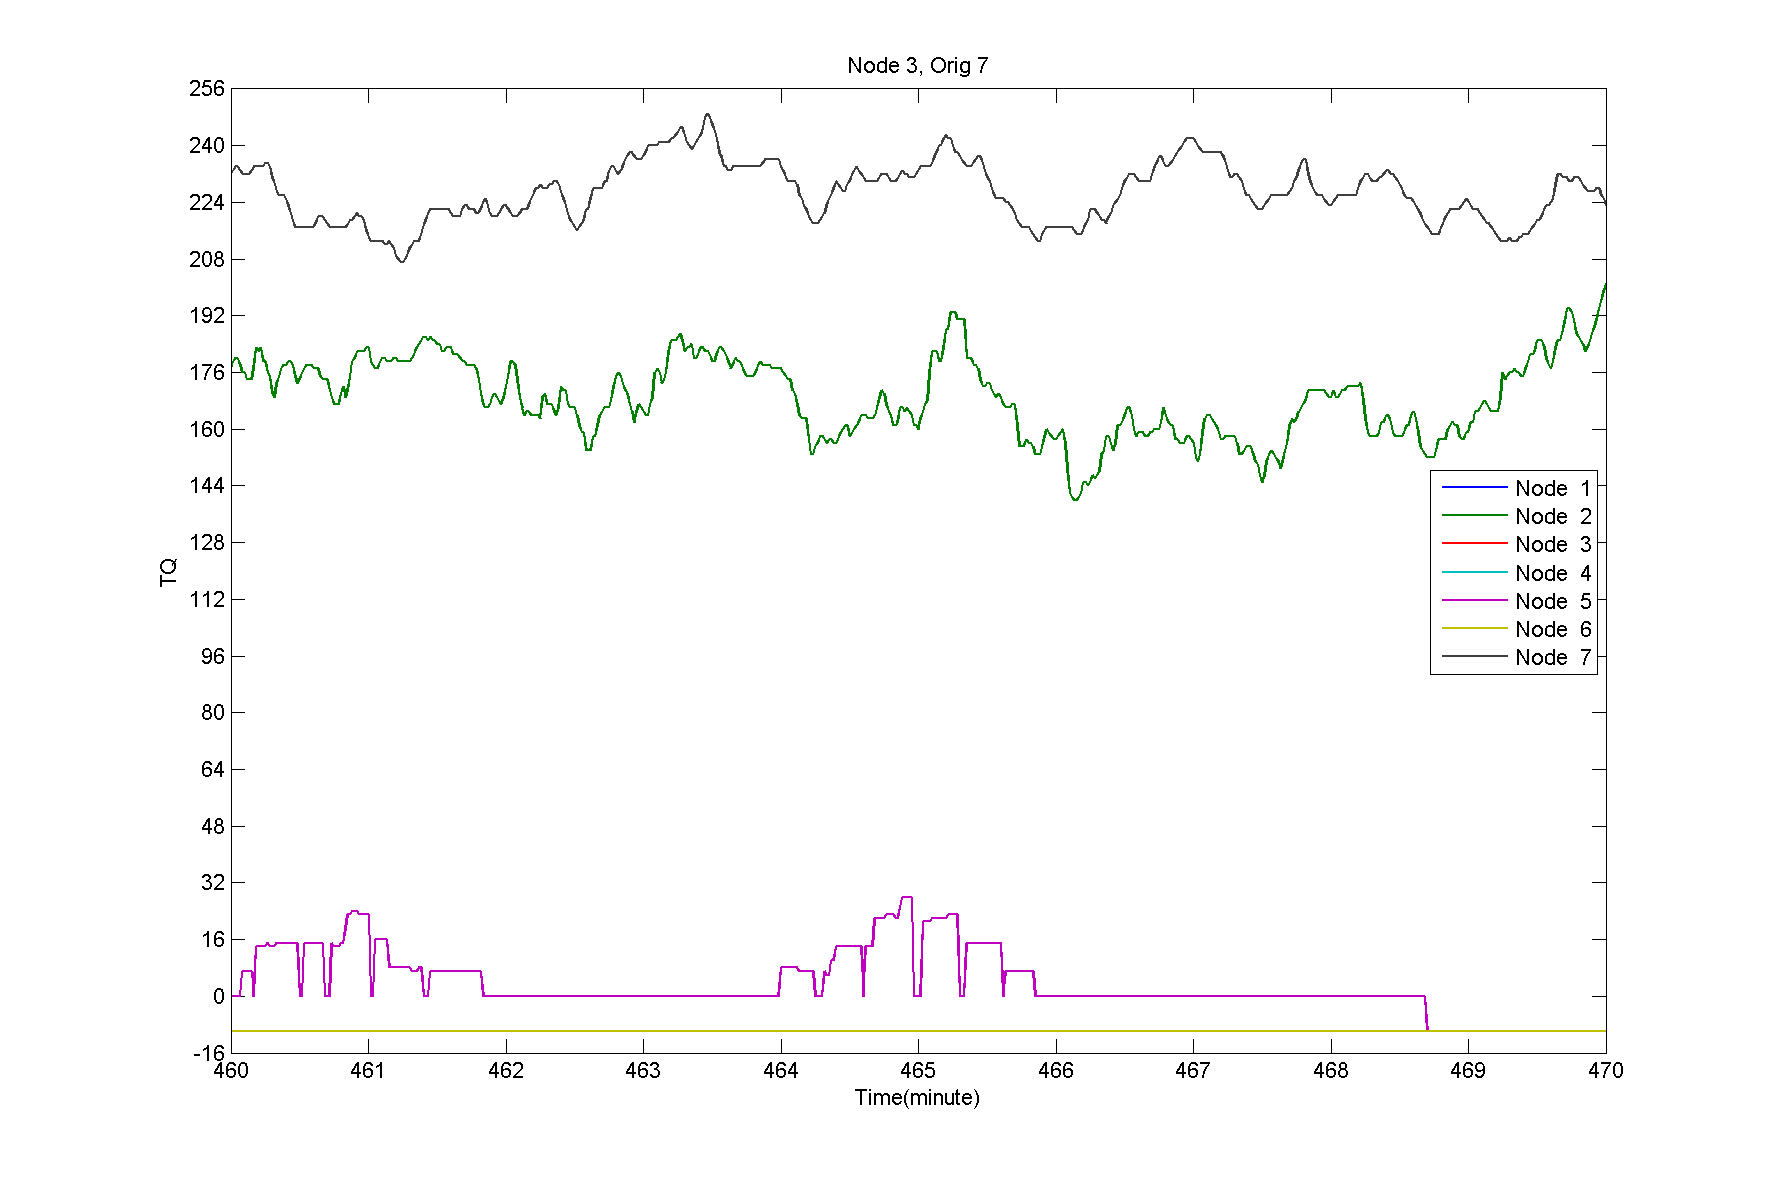 Node 3, Orig 7
256
240
224
208
192
176
160
144
128
112
96
80
64
48
32
16
0
-16
TQ
Node 1
Node 2
Node 3
Node 4
Node 5
Node 6
Node 7
460 461 462 463 464 465 466 467 468 469 470
Time(minute)